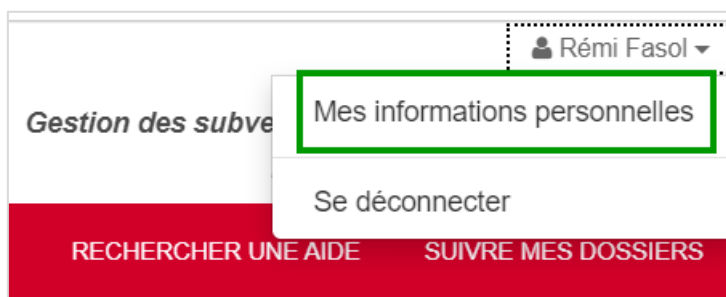 Rémi Fasol
Mes informations personnelles
Gestion des subve
Se déconnecter
RECHERCHER UNE AIDE SUIVRE MES DOSSIERS